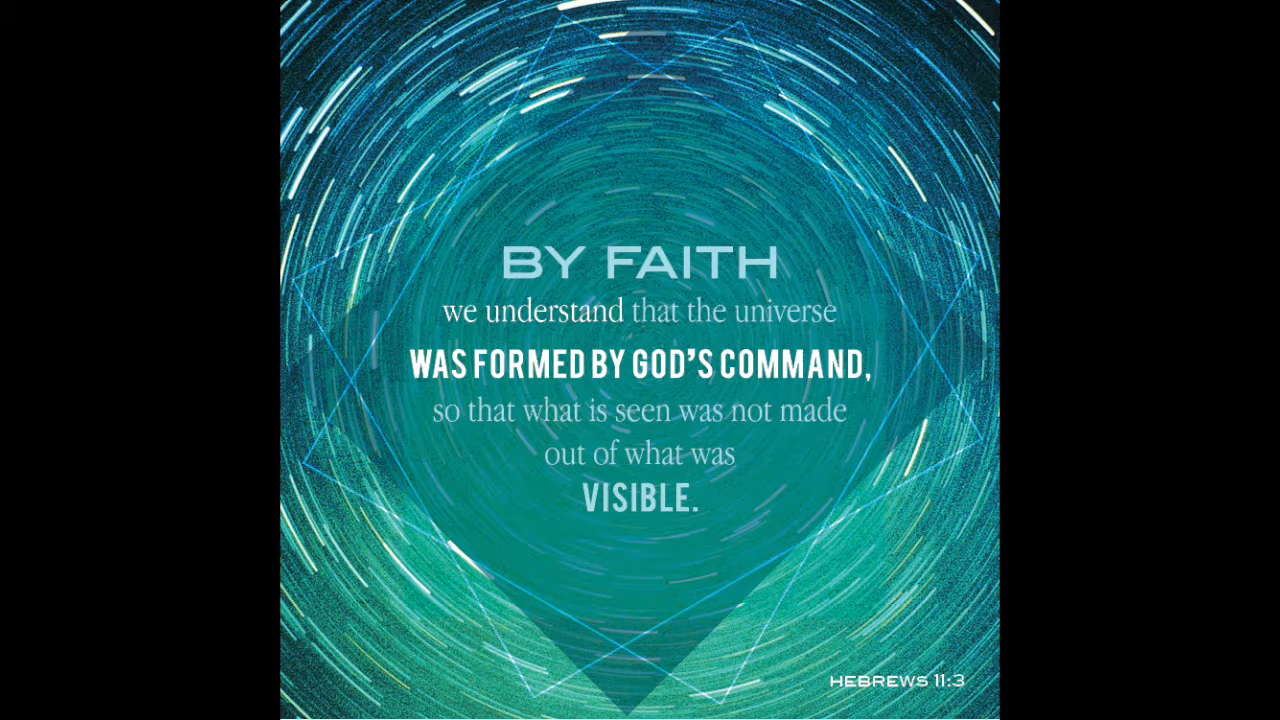 BY FAITH
we understand that the universe
WAS FORMED BY GOD'S COMMAND,
so that what is seen was not made
out of what was
VISIBLE.
HEBREWS 11:3